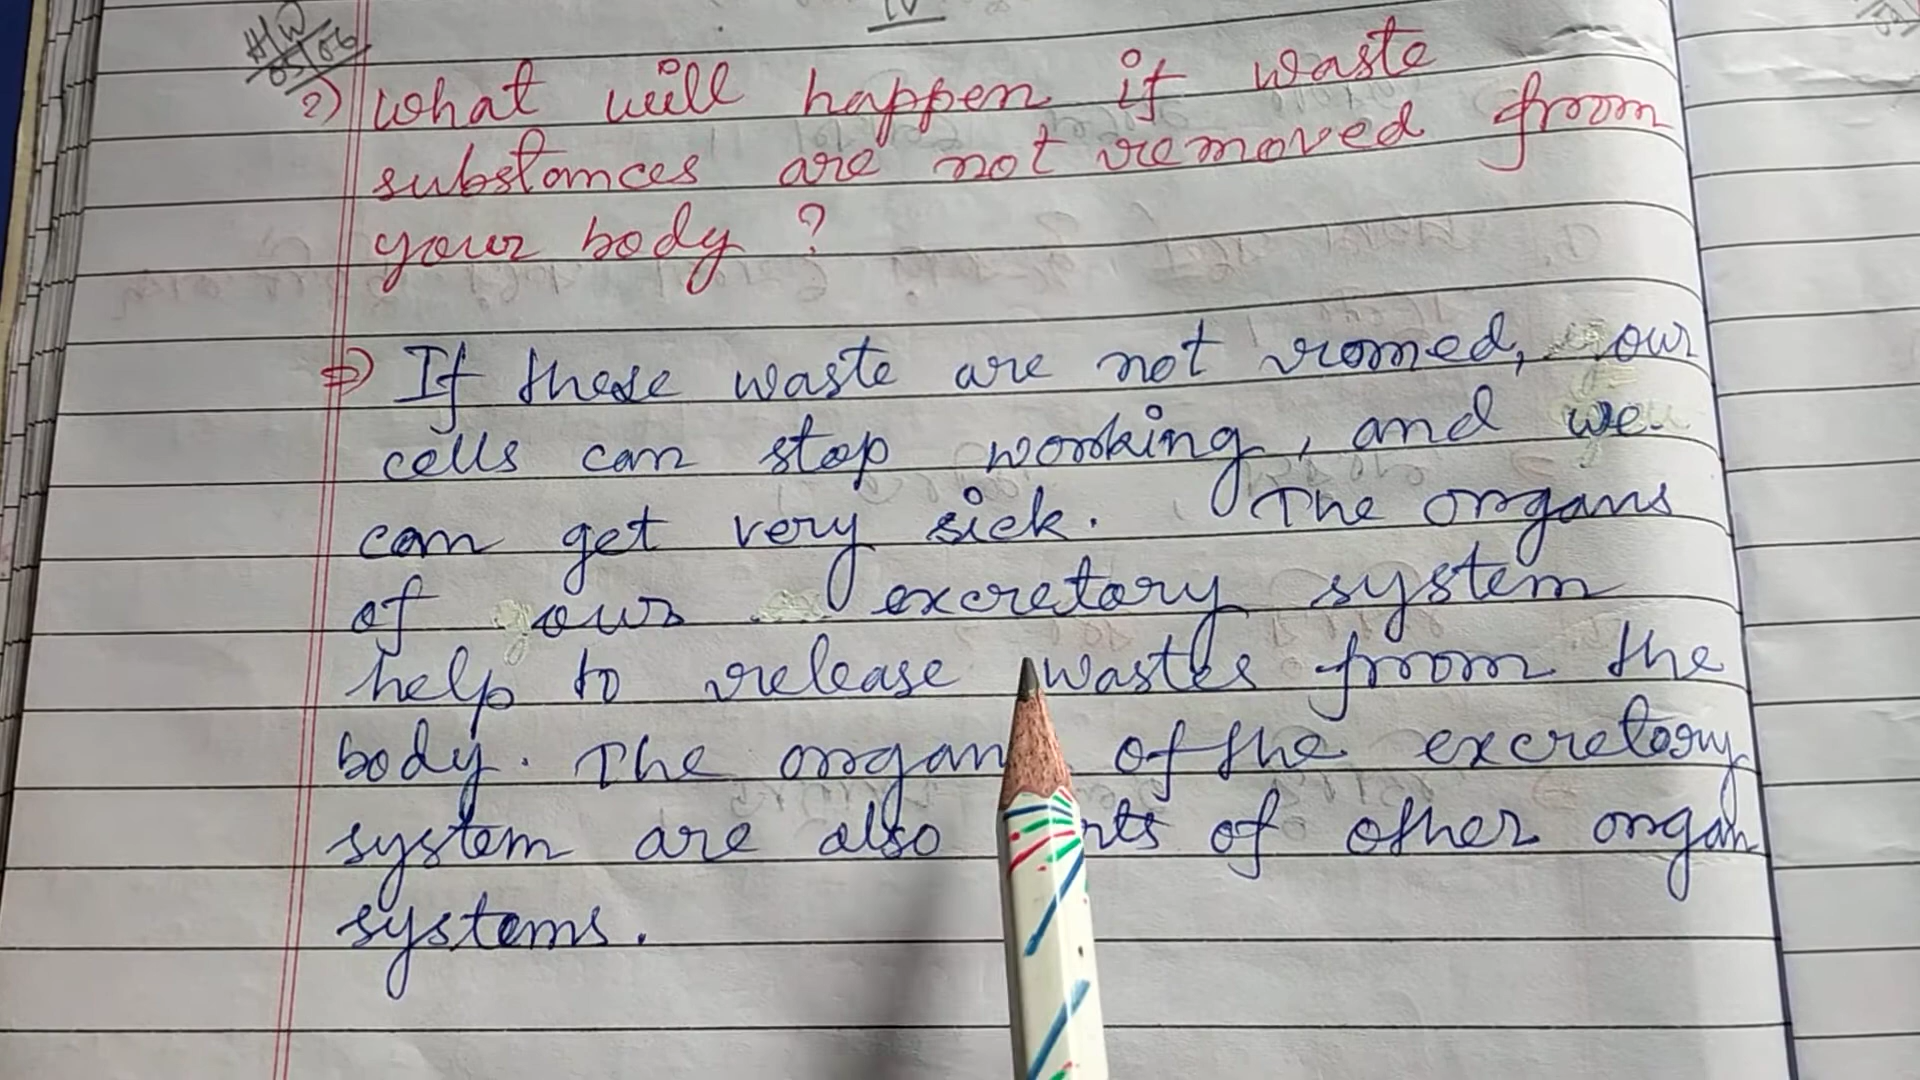 IV
H/W
05/06
2) What will happen if waste
substances are not removed from
your body ?
⇒ If these waste are not romed, our
cells can stop working, and we
can get very sick. The organs
of our excretory system
help to release wastes from the
body. The organ of the excretory
system are also of other organ
systems.